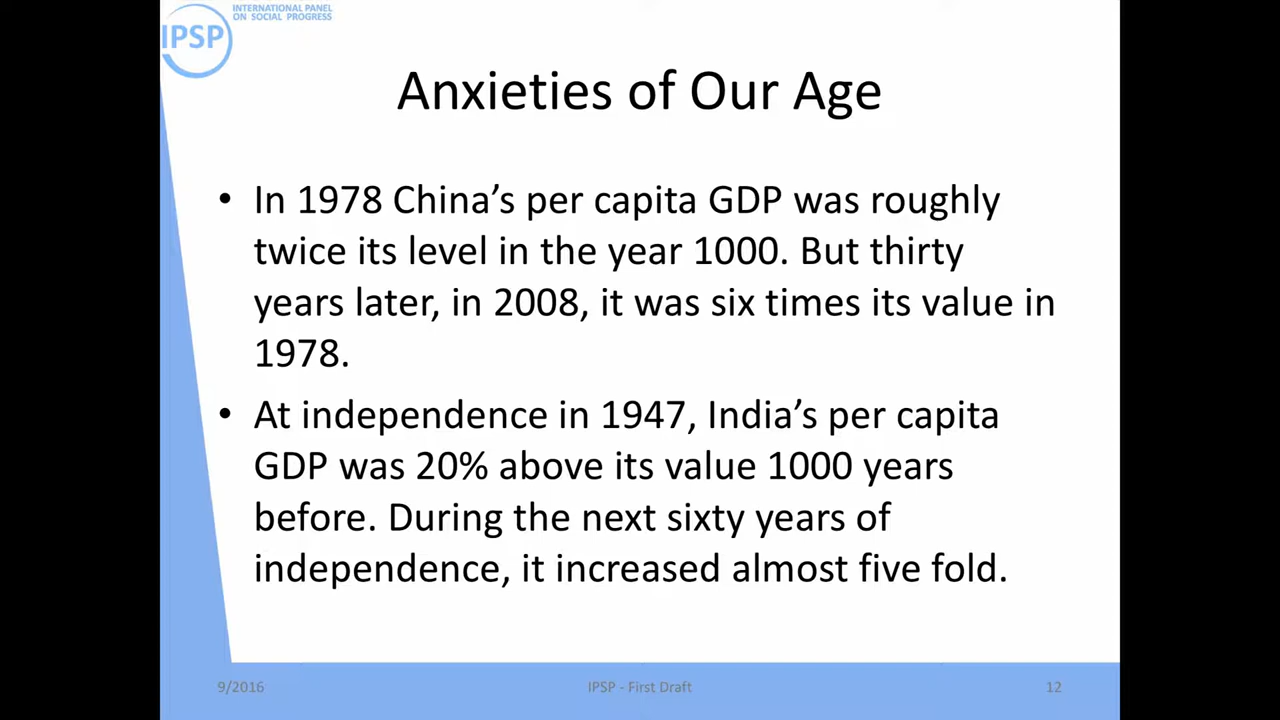 INTERNATIONAL PANEL
ON SOCIAL PROGRESS
IPSP
Anxieties of Our Age
• In 1978 China’s per capita GDP was roughly
twice its level in the year 1000. But thirty
years later, in 2008, it was six times its value in
1978.
• At independence in 1947, India’s per capita
GDP was 20% above its value 1000 years
before. During the next sixty years of
independence, it increased almost five fold.
9/2016 IPSP - First Draft 12